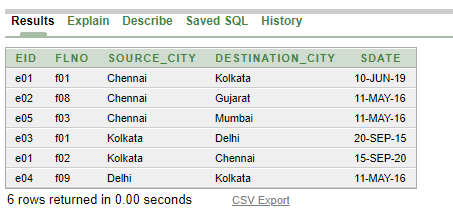 Results Explain Describe Saved SQL History
EID FLNO SOURCE_CITY DESTINATION_CITY SDATE
e01 f01 Chennai Kolkata 10-JUN-19
e02 f08 Chennai Gujarat 11-MAY-16
e05 f03 Chennai Mumbai 11-MAY-16
e03 f01 Kolkata Delhi 20-SEP-15
e01 f02 Kolkata Chennai 15-SEP-20
e04 f09 Delhi Kolkata 11-MAY-16
6 rows returned in 0.00 seconds CSV Export